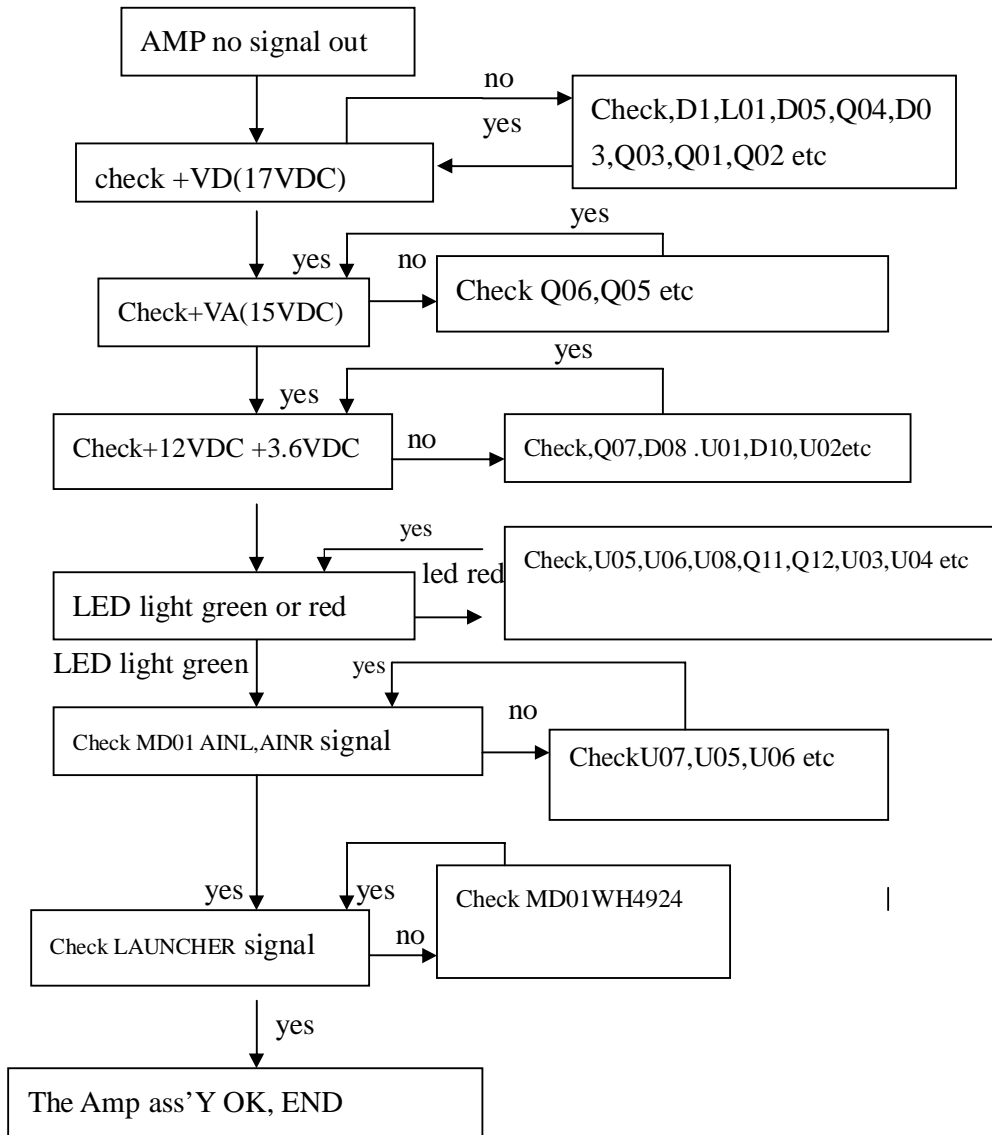 AMP no signal out
no
yes
Check,D1,L01,D05,Q04,D0
3,Q03,Q01,Q02 etc
check +VD(17VDC)
yes
yes
no
Check+VA(15VDC)
Check Q06,Q05 etc
yes
yes
Check+12VDC +3.6VDC
no
Check,Q07,D08 .U01,D10,U02etc
yes
led red
Check,U05,U06,U08,Q11,Q12,U03,U04 etc
LED light green or red
LED light green
yes
no
Check MD01 AINL,AINR signal
CheckU07,U05,U06 etc
yes
yes
Check MD01WH4924
Check LAUNCHER signal
no
yes
The Amp ass’Y OK, END